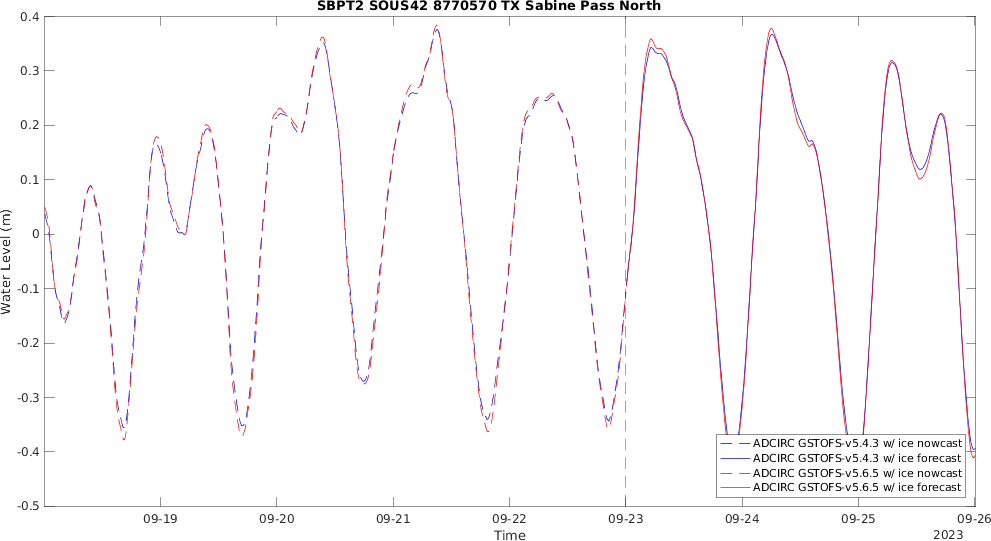 SBPT2 SOUS42 8770570 TX Sabine Pass North
0.4
0.3
0.2
0.1
0
-0.1
-0.2
-0.3
-0.4
-0.5
Water Level (m)
ADCIRC GSTOFS-v5.4.3 w/ ice nowcast
ADCIRC GSTOFS-v5.4.3 w/ ice forecast
ADCIRC GSTOFS-v5.6.5 w/ ice nowcast
ADCIRC GSTOFS-v5.6.5 w/ ice forecast
09-19 09-20 09-21 09-22 09-23 09-24 09-25 09-26
Time
2023